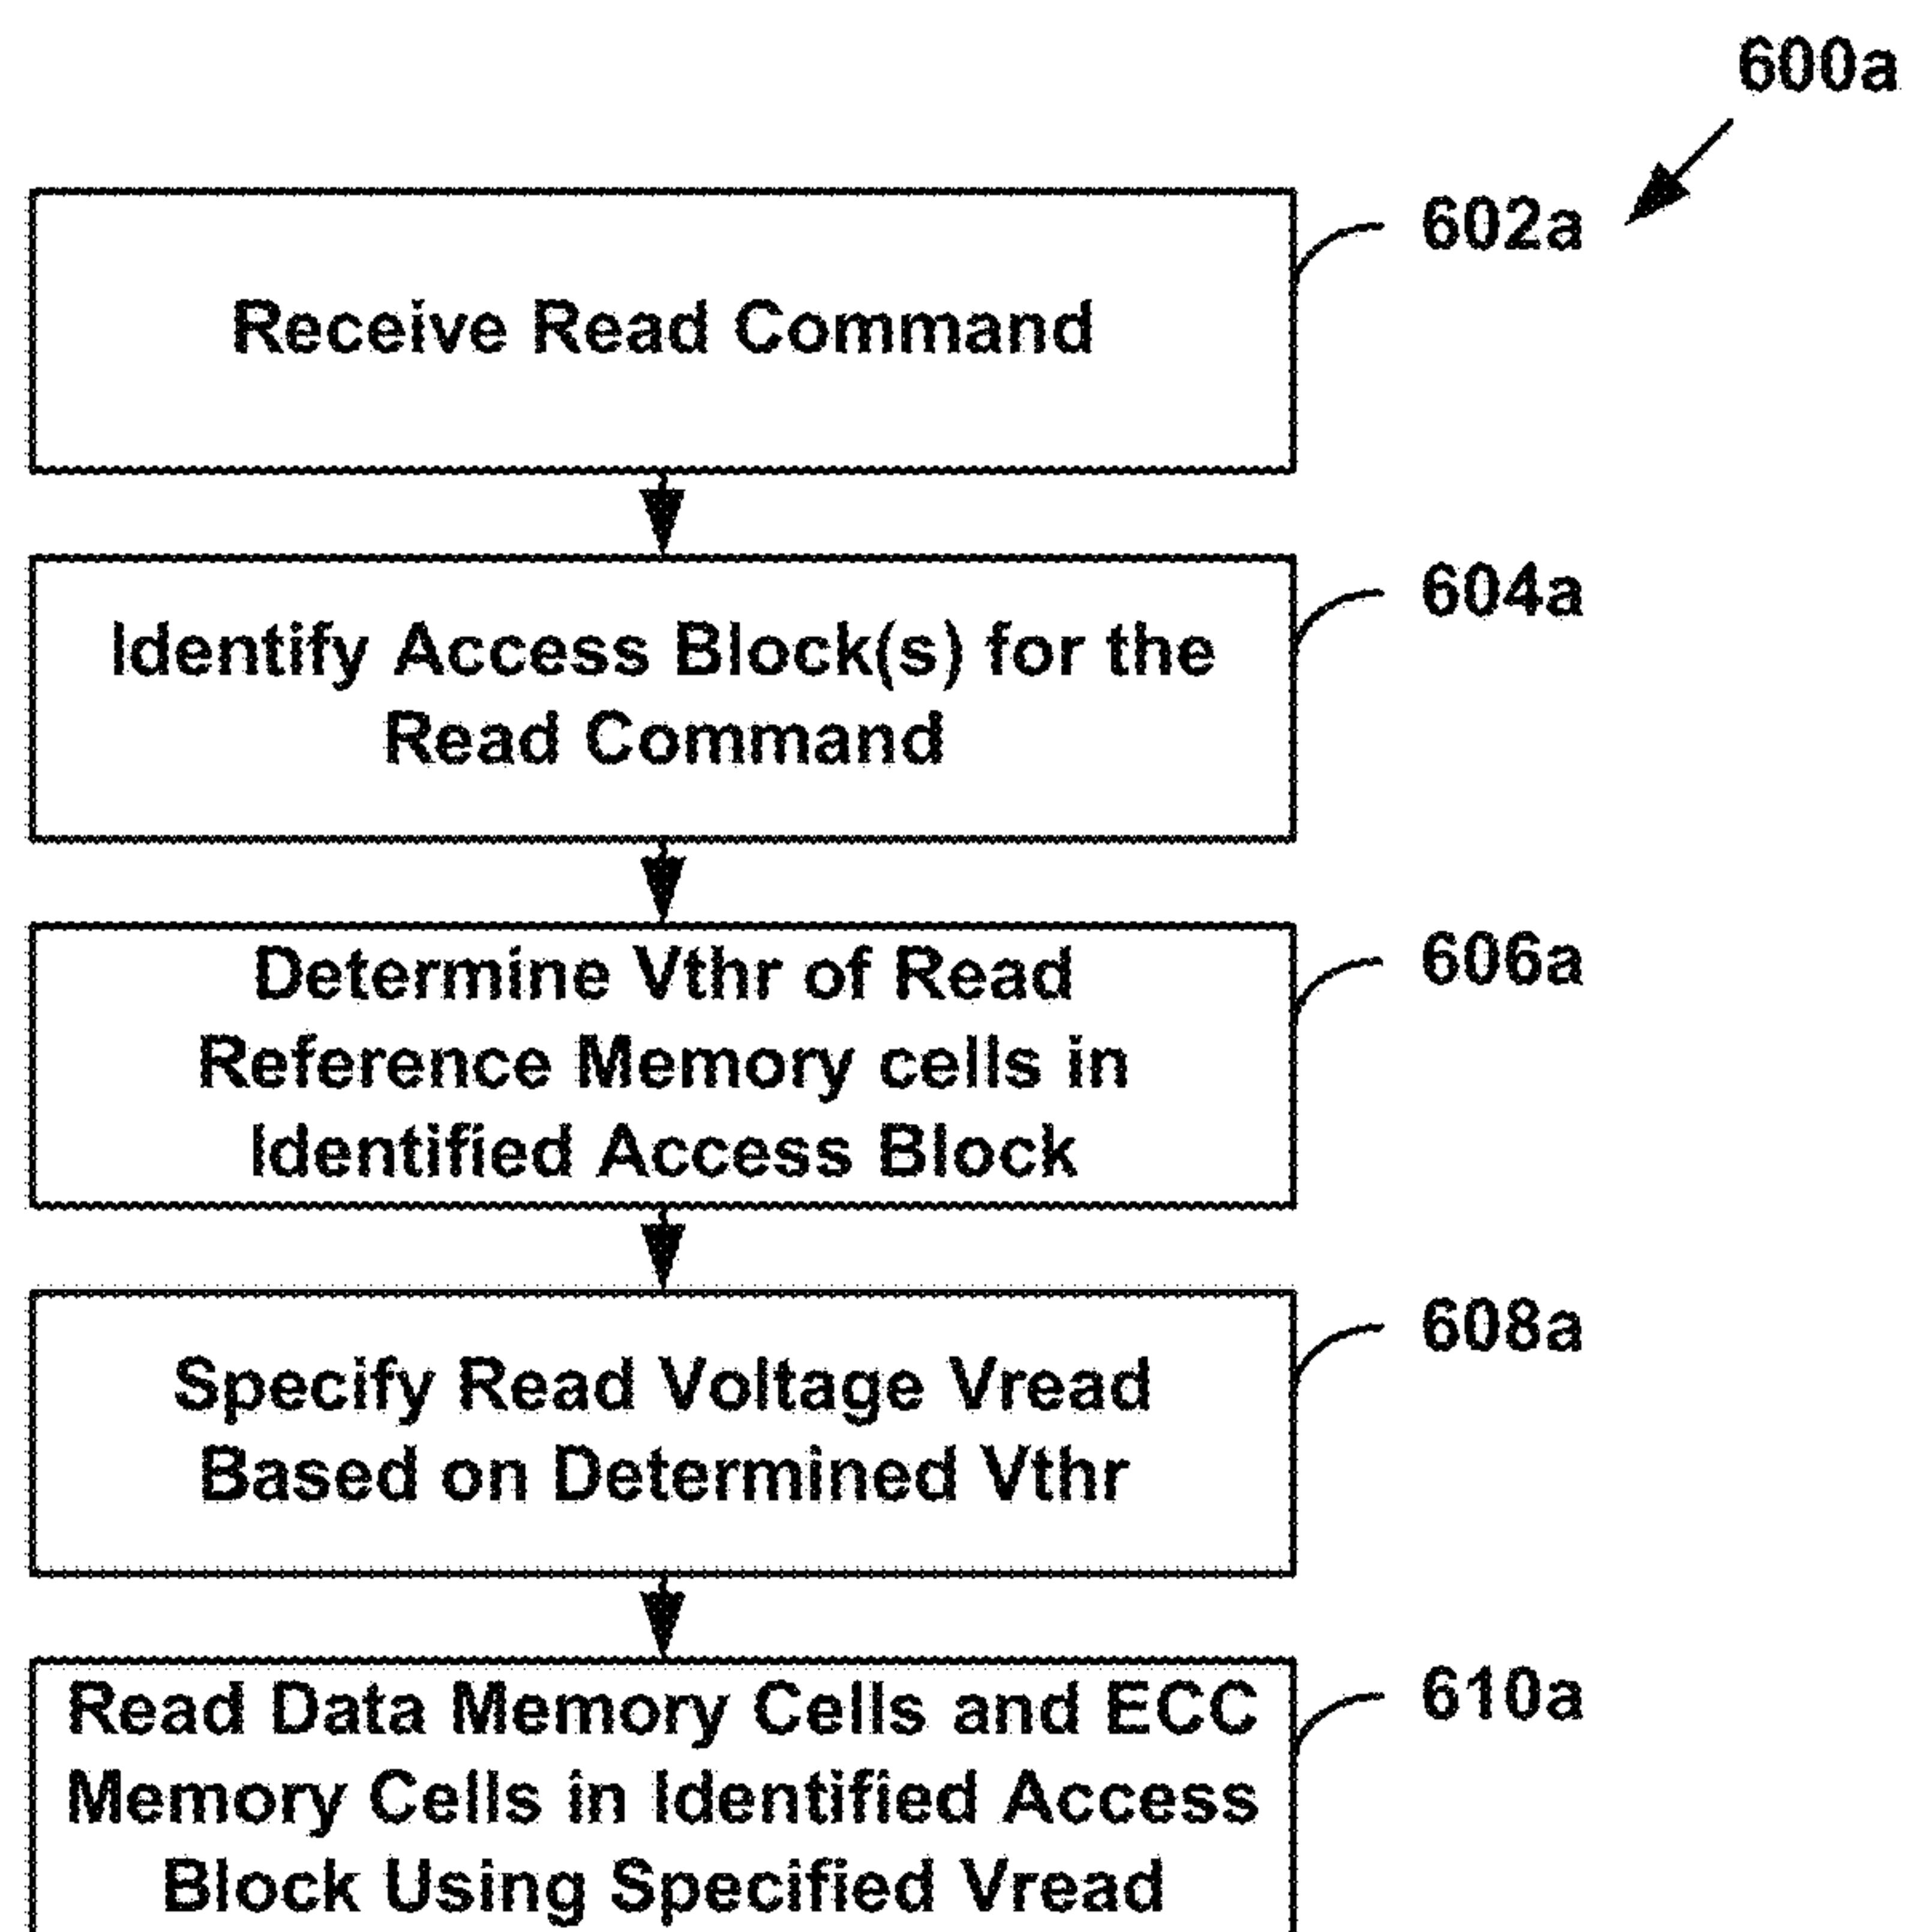 600a
602a
Receive Read Command
604a
Identify Access Block(s) for the
Read Command
606a
Determine Vthr of Read
Reference Memory cells in
Identified Access Block
608a
Specify Read Voltage Vread
Based on Determined Vthr
610a
Read Data Memory Cells and ECC
Memory Cells in Identified Access
Block Using Specified Vread